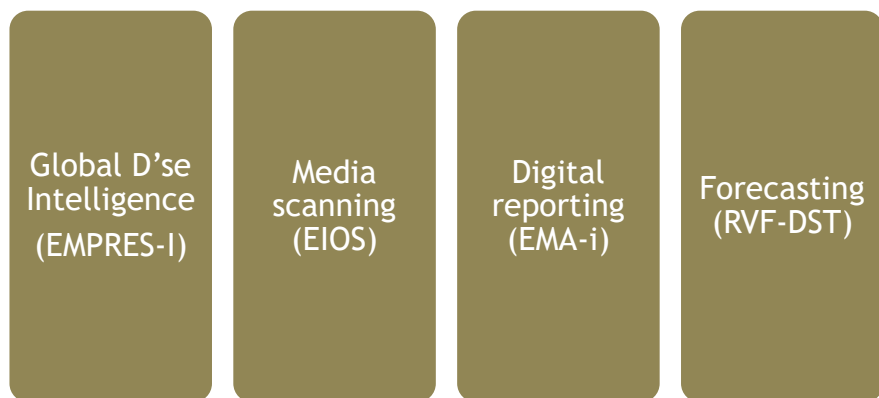 Global D’se
Intelligence
(EMPRES-I)
Media
scanning
(EIOS)
Digital
reporting
(EMA-i)
Forecasting
(RVF-DST)